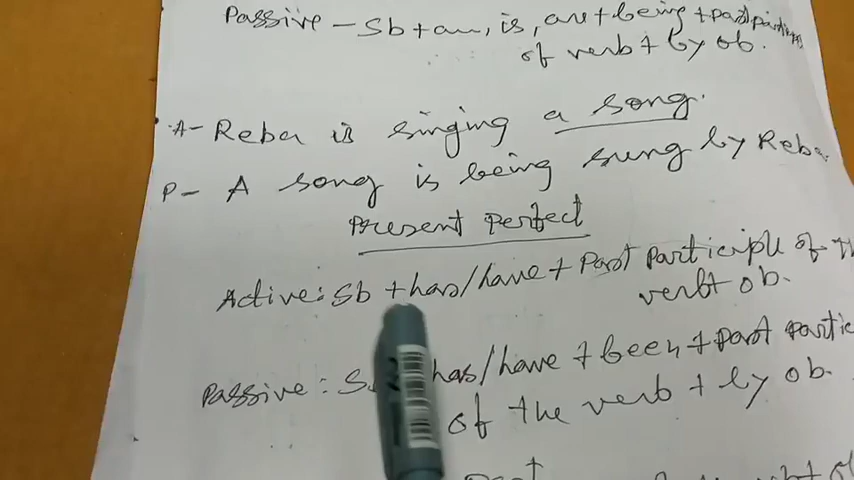 Passive - Sb + am, is, are + being + past participle
of verb + by ob.
A- Reba is singing a song.
P- A song is being sung by Reba.
Present perfect
Active: Sb + has/have + Past participle of
verb + ob.
Passive: has/have + been + past partic
of the verb + by ob.